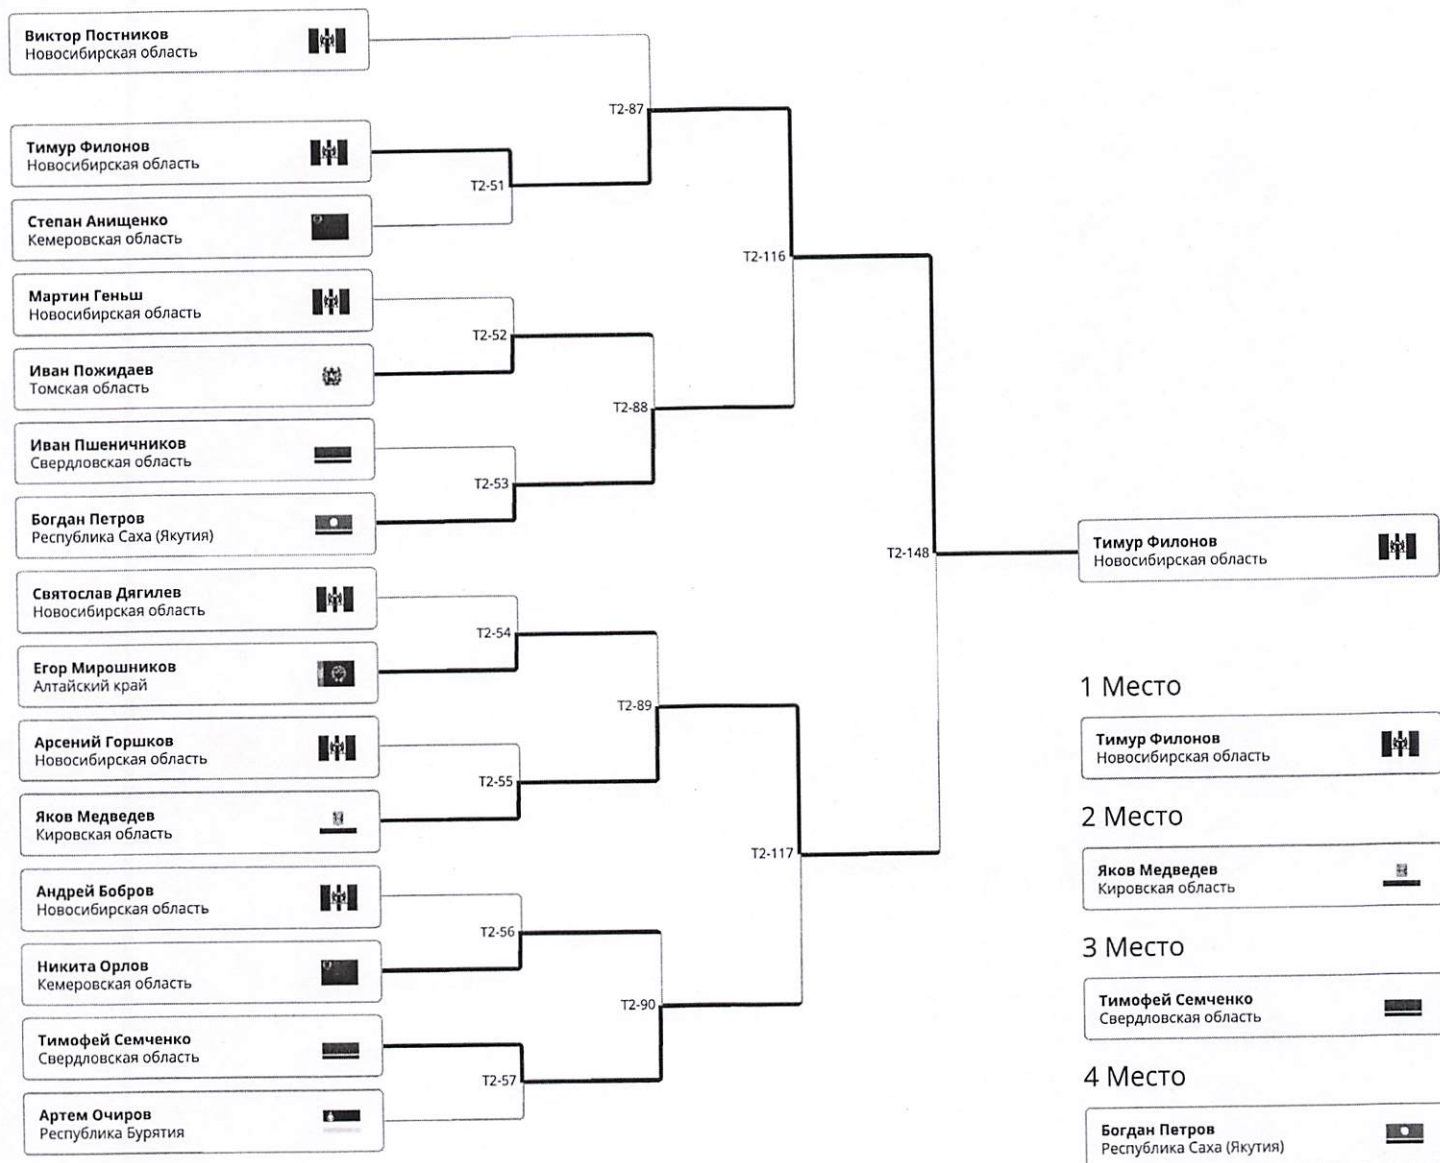 Виктор Постников
Новосибирская область
Тимур Филонов
Новосибирская область
Степан Анищенко
Кемеровская область
Мартин Геньш
Новосибирская область
Иван Пожидаев
Томская область
Иван Пшеничников
Свердловская область
Богдан Петров
Республика Саха (Якутия)
Святослав Дягилев
Новосибирская область
Егор Мирошников
Алтайский край
Арсений Горшков
Новосибирская область
Яков Медведев
Кировская область
Андрей Бобров
Новосибирская область
Никита Орлов
Кемеровская область
Тимофей Семченко
Свердловская область
Артем Очиров
Республика Бурятия
T2-51
T2-52
T2-53
T2-54
T2-55
T2-56
T2-57
T2-87
T2-88
T2-89
T2-90
T2-116
T2-117
T2-148
Тимур Филонов
Новосибирская область
1 Место
Тимур Филонов
Новосибирская область
2 Место
Яков Медведев
Кировская область
3 Место
Тимофей Семченко
Свердловская область
4 Место
Богдан Петров
Республика Саха (Якутия)